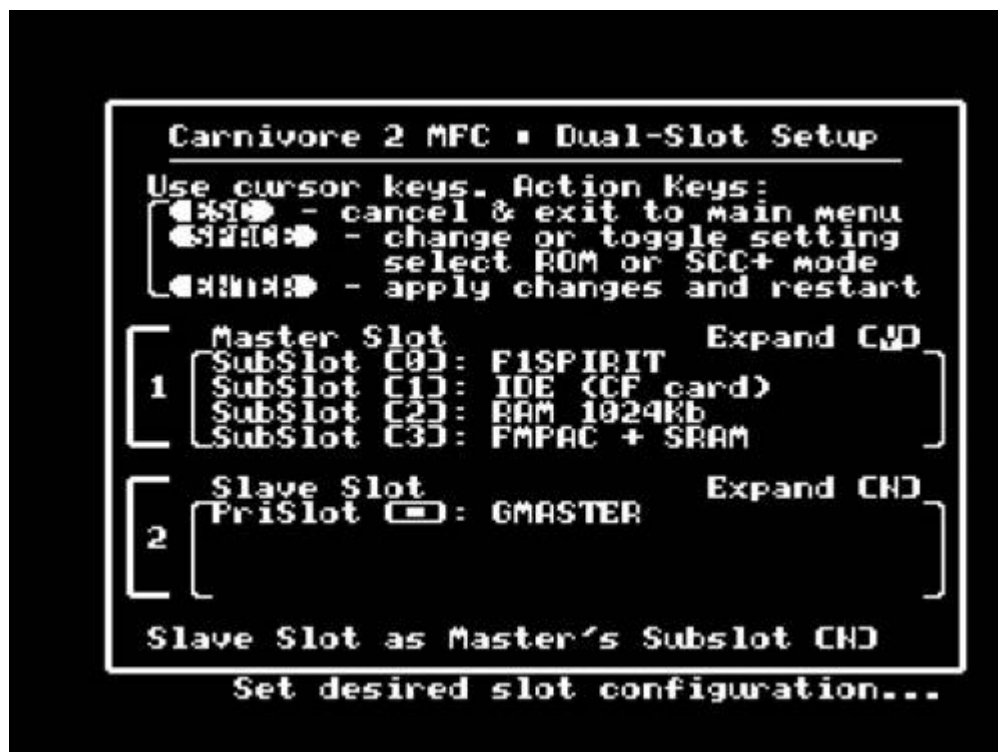 Carnivore 2 MFC ▪ Dual-Slot Setup
Use cursor keys. Action Keys:
ESC - cancel & exit to main menu
SPACE - change or toggle setting
select ROM or SCC+ mode
ENTER - apply changes and restart
Master Slot Expand [Y]
1
SubSlot [0]: F1SPIRIT
SubSlot [1]: IDE (CF card)
SubSlot [2]: RAM 1024Kb
SubSlot [3]: FMPAC + SRAM
Slave Slot Expand [N]
PriSlot [▪]: GMASTER
2
Slave Slot as Master's Subslot [N]
Set desired slot configuration...